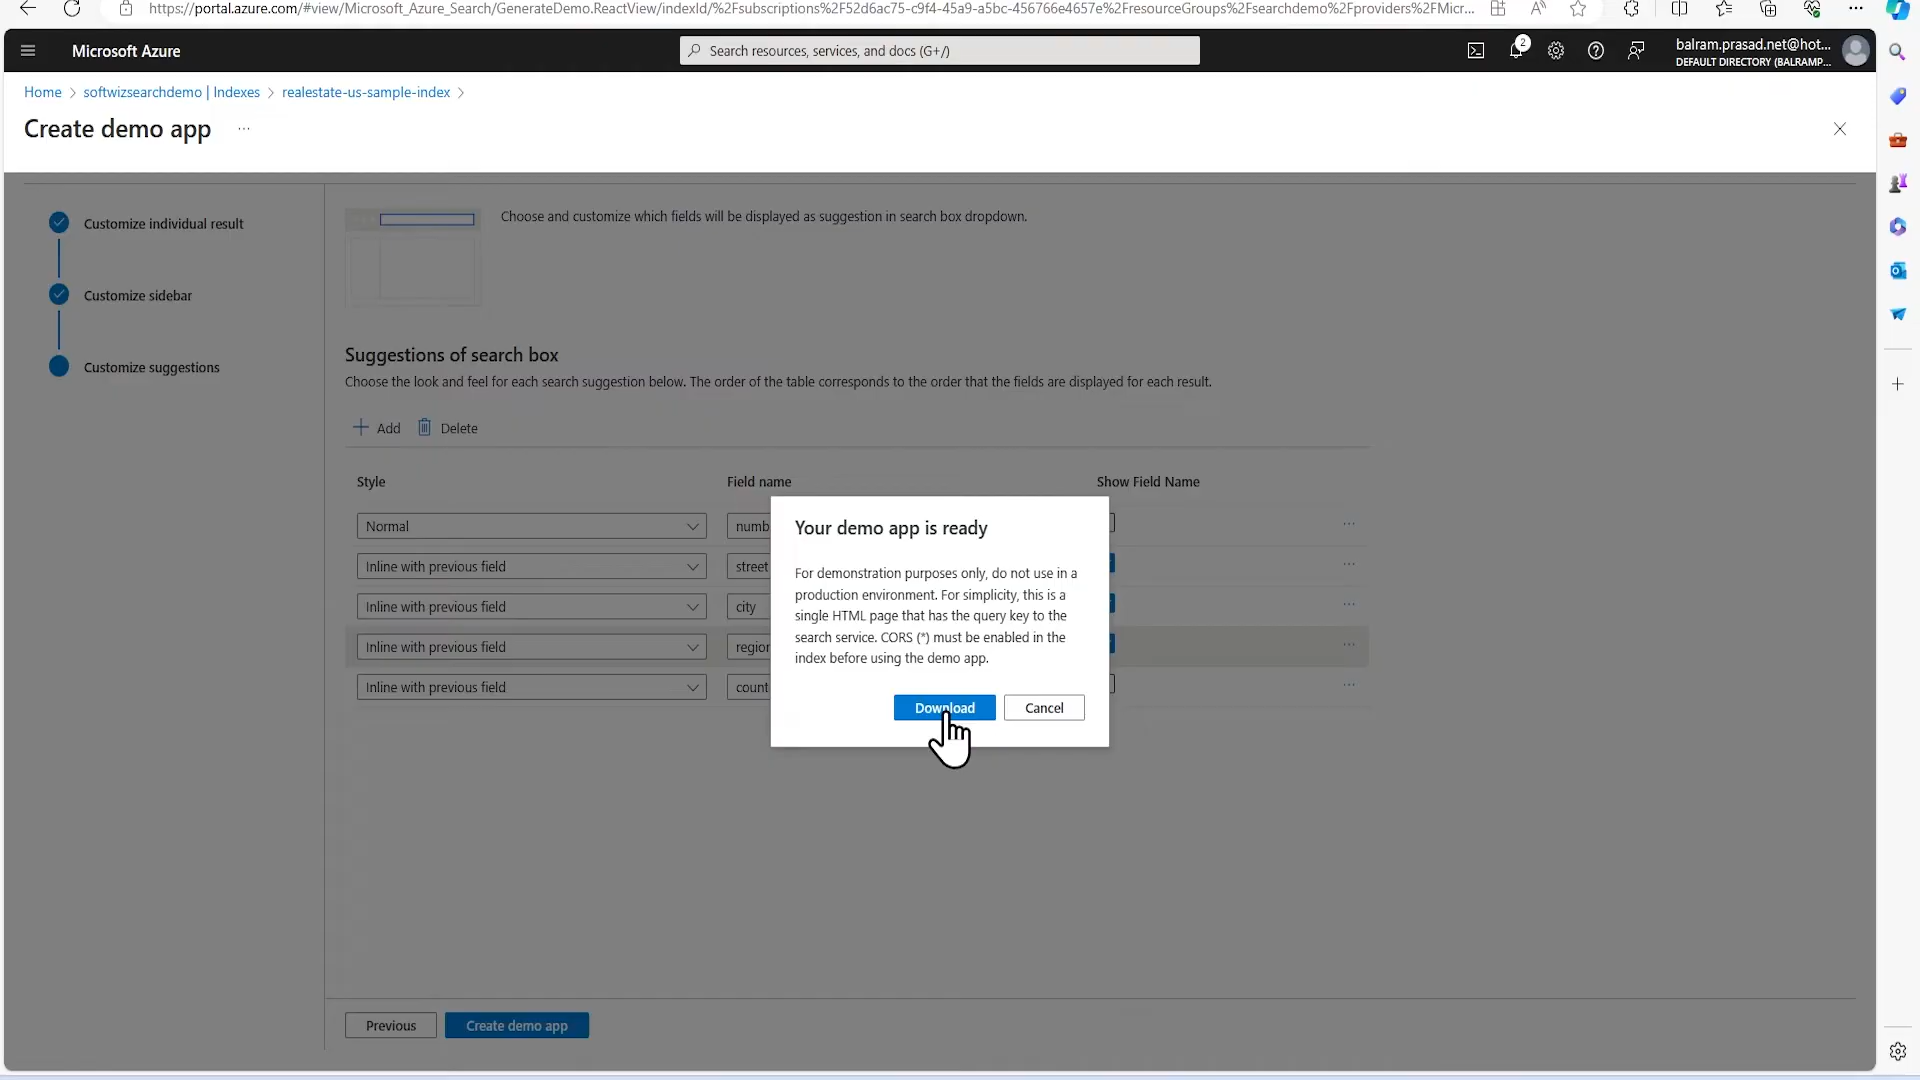 https://portal.azure.com/#view/Microsoft_Azure_Search/GenerateDemo.ReactView/indexId/%2Fsubscriptions%2F52d6ac75-c9f4-45a9-a5bc-456766e4657e%2FresourceGroups%2Fsearchdemo%2Fproviders%2FMicr...
Microsoft Azure
Search resources, services, and docs (G+/)
2
balram.prasad.net@hot...
DEFAULT DIRECTORY (BALRAMP...
Home > softwizsearchdemo | Indexes > realestate-us-sample-index >
Create demo app ...
Customize individual result
Customize sidebar
Customize suggestions
Choose and customize which fields will be displayed as suggestion in search box dropdown.
Suggestions of search box
Choose the look and feel for each search suggestion below. The order of the table corresponds to the order that the fields are displayed for each result.
+ Add Delete
Style Field name Show Field Name
Normal numb
Inline with previous field street
Inline with previous field city
Inline with previous field region
Inline with previous field count
Your demo app is ready
For demonstration purposes only, do not use in a
production environment. For simplicity, this is a
single HTML page that has the query key to the
search service. CORS (*) must be enabled in the
index before using the demo app.
Download Cancel
Previous Create demo app